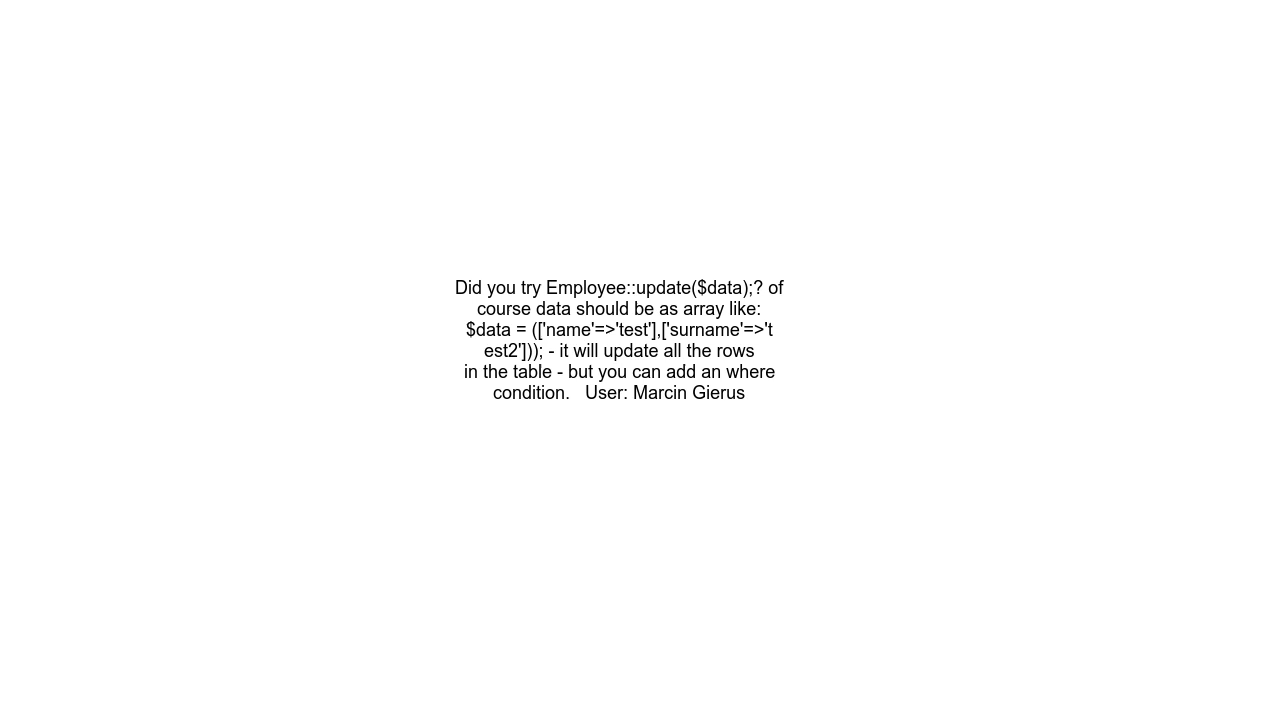 Did you try Employee::update($data);? of
course data should be as array like:
$data = (['name'=>'test'],['surname'=>'t
est2'])); - it will update all the rows
in the table - but you can add an where
condition.   User: Marcin Gierus